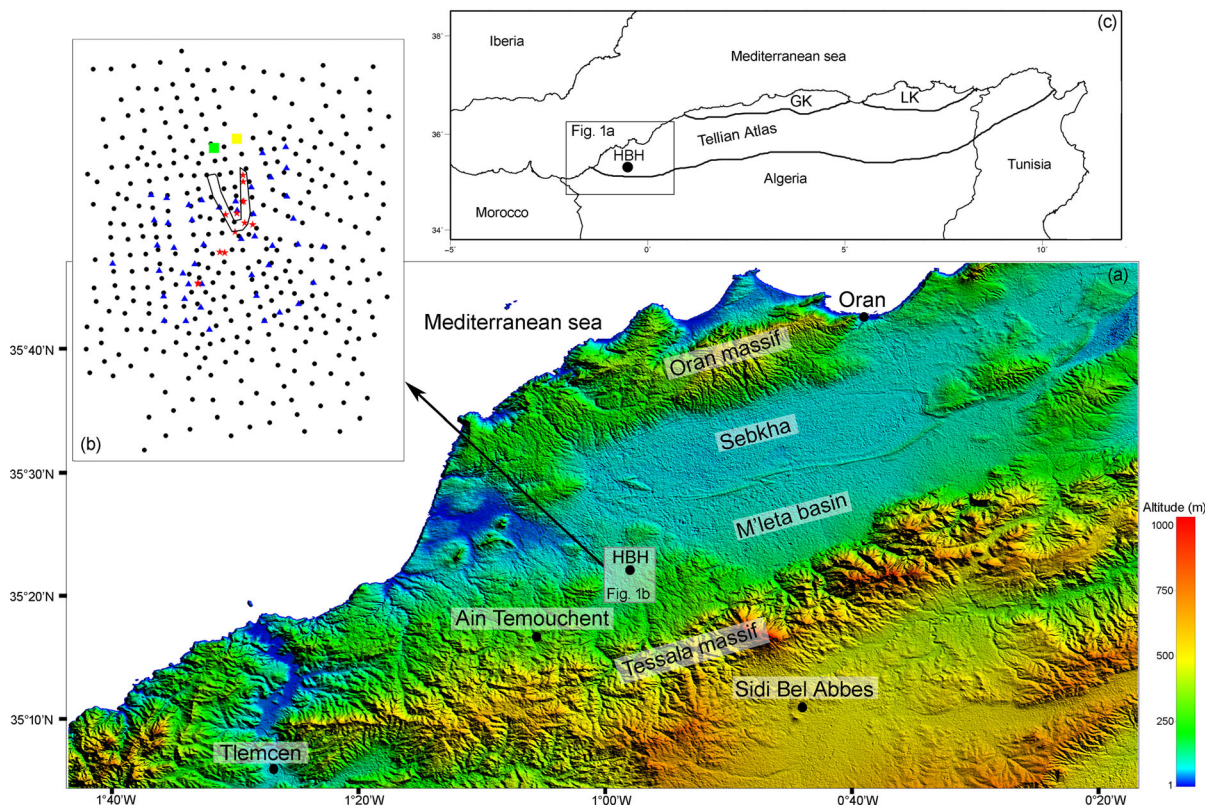 (b)
(c)
38°
36°
34°
-5°
0°
5°
10°
Iberia
Mediterranean sea
GK
LK
Fig. 1a
Tellian Atlas
HBH
Algeria
Tunisia
Morocco
(a)
Mediterranean sea
Oran
Oran massif
Sebkha
M'leta basin
HBH
Fig. 1b
Ain Temouchent
Tessala massif
Sidi Bel Abbes
Tlemcen
35°40'N
35°30'N
35°20'N
35°10'N
1°40'W
1°20'W
1°00'W
0°40'W
0°20'W
Altitude (m)
1000
750
500
250
1